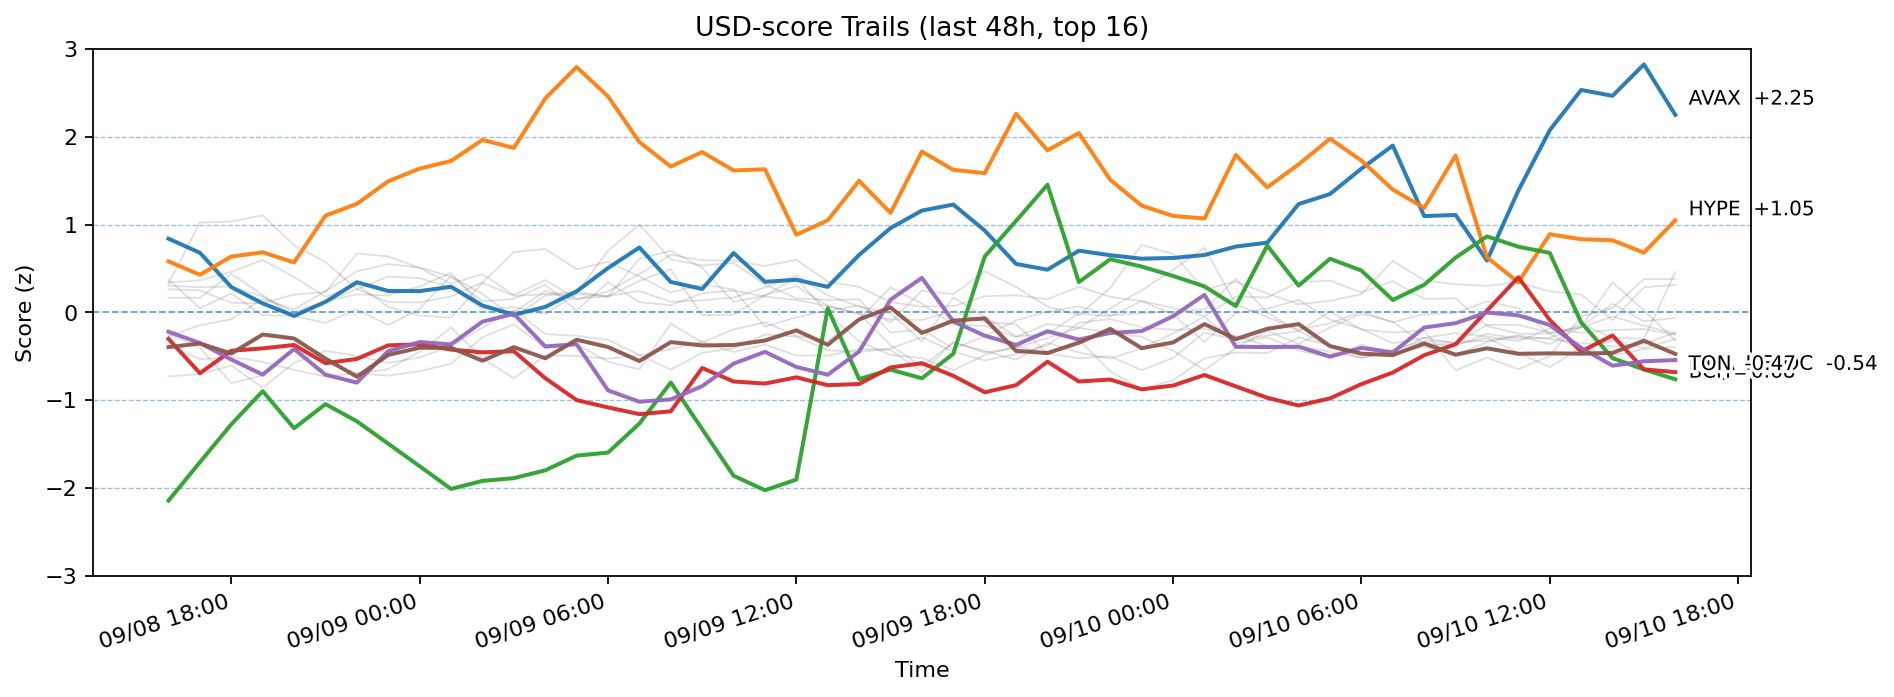 USD-score Trails (last 48h, top 16)
3
2
1
0
−1
−2
−3
Score (z)
AVAX +2.25
HYPE +1.05
TON -0.47
-0.54
09/08 18:00
09/09 00:00
09/09 06:00
09/09 12:00
09/09 18:00
09/10 00:00
09/10 06:00
09/10 12:00
09/10 18:00
Time